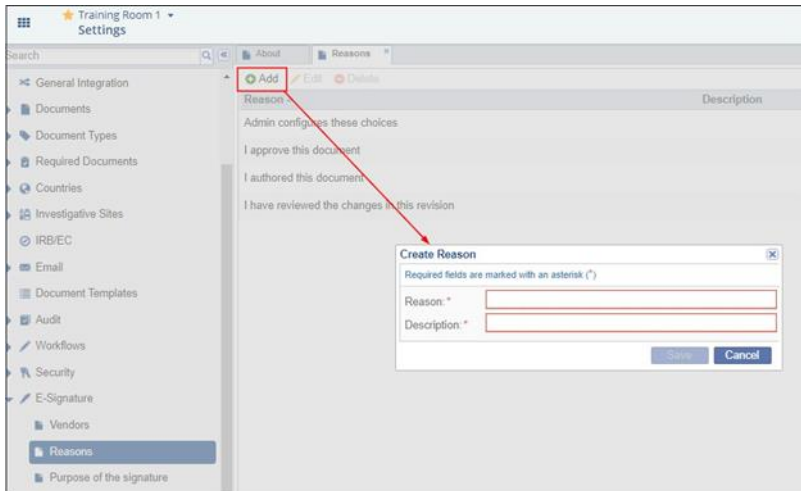 Training Room 1
Settings
Search
About
Reasons
General Integration
Documents
Document Types
Required Documents
Countries
Investigative Sites
IRB/EC
Email
Document Templates
Audit
Workflows
Security
E-Signature
Vendors
Reasons
Purpose of the signature
Add
Edit
Delete
Reason
Description
Admin configures these choices
I approve this document
I authored this document
I have reviewed the changes in this revision
Create Reason
Required fields are marked with an asterisk (*)
Reason: *
Description: *
Save
Cancel